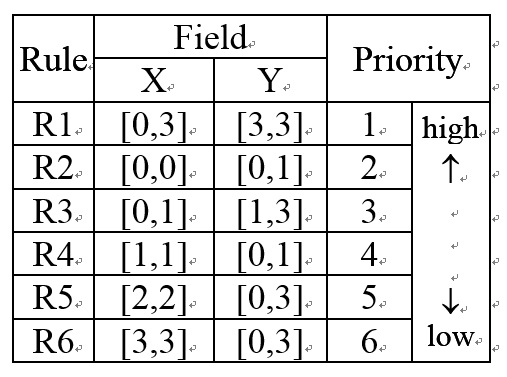 Rule Field Priority
X Y
R1 [0,3] [3,3] 1 high
R2 [0,0] [0,1] 2 ↑
R3 [0,1] [1,3] 3
R4 [1,1] [0,1] 4
R5 [2,2] [0,3] 5 ↓
R6 [3,3] [0,3] 6 low